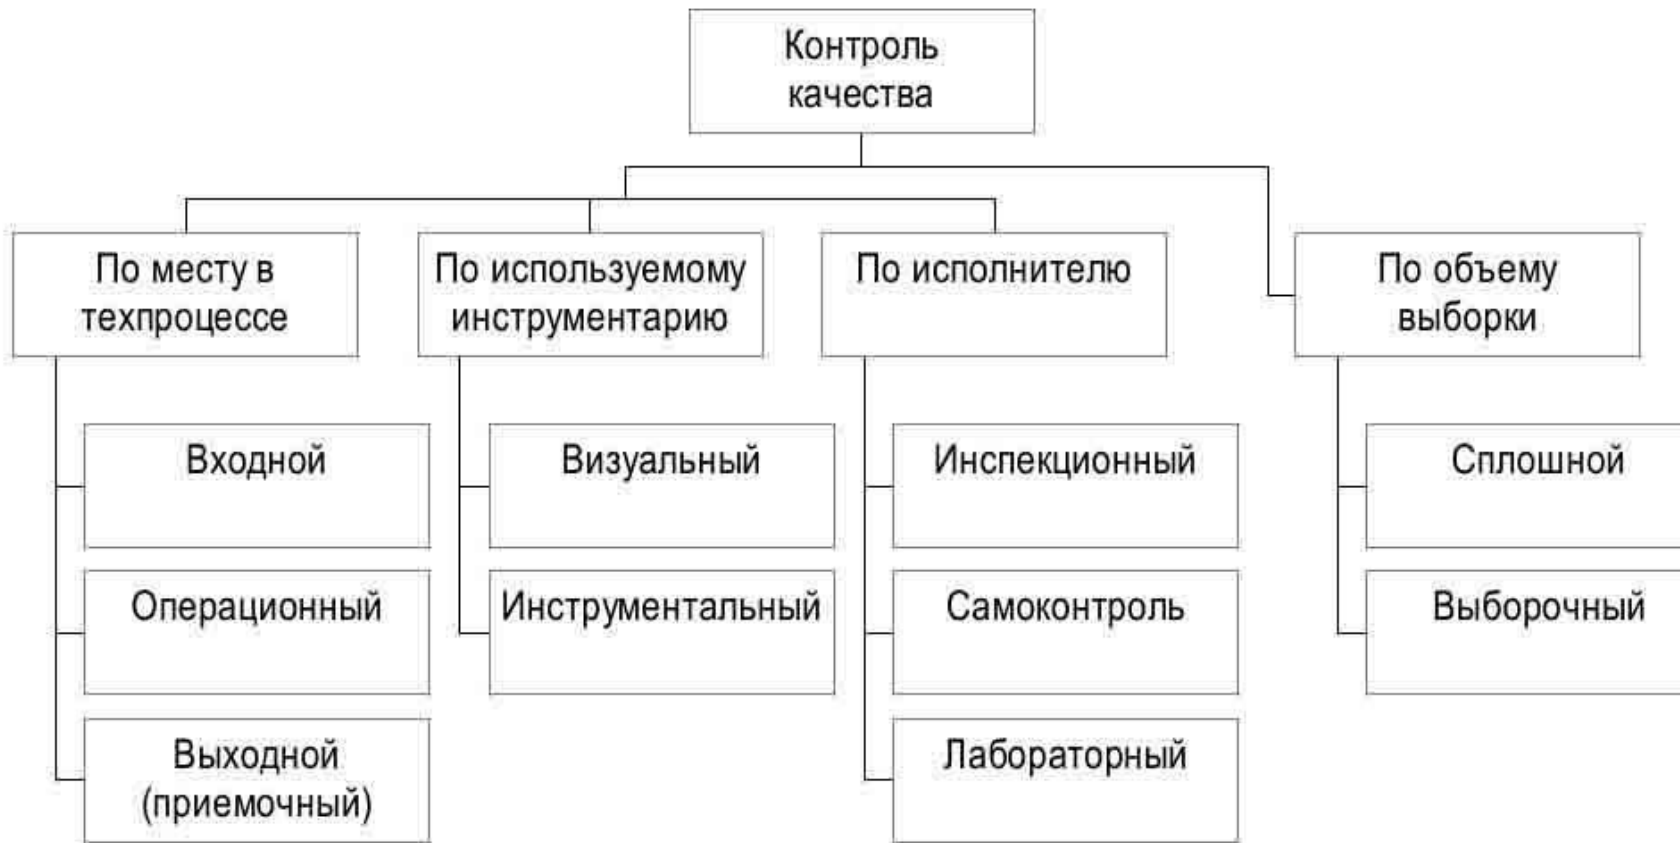 Контроль
качества
По месту в
техпроцессе
По используемому
инструментарию
По исполнителю
По объему
выборки
Входной
Визуальный
Инспекционный
Сплошной
Операционный
Инструментальный
Самоконтроль
Выборочный
Выходной
(приемочный)
Лабораторный